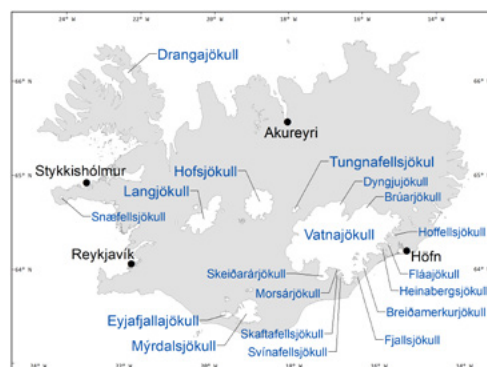 Drangajökull
Akureyri
Stykkishólmur
Hofsjökull
Tungnafellsjökul
Langjökull
Dyngjujökull
Brúarjökull
Snæfellsjökull
Vatnajökull
Hoffellsjökull
Reykjavík
Höfn
Skeiðarárjökull
Fláajökull
Morsárjökull
Heinabergsjökull
Eyjafjallajökull
Breiðamerkurjökull
Mýrdalsjökull
Skaftafellsjökull
Svínafellsjökull
Fjallsjökull